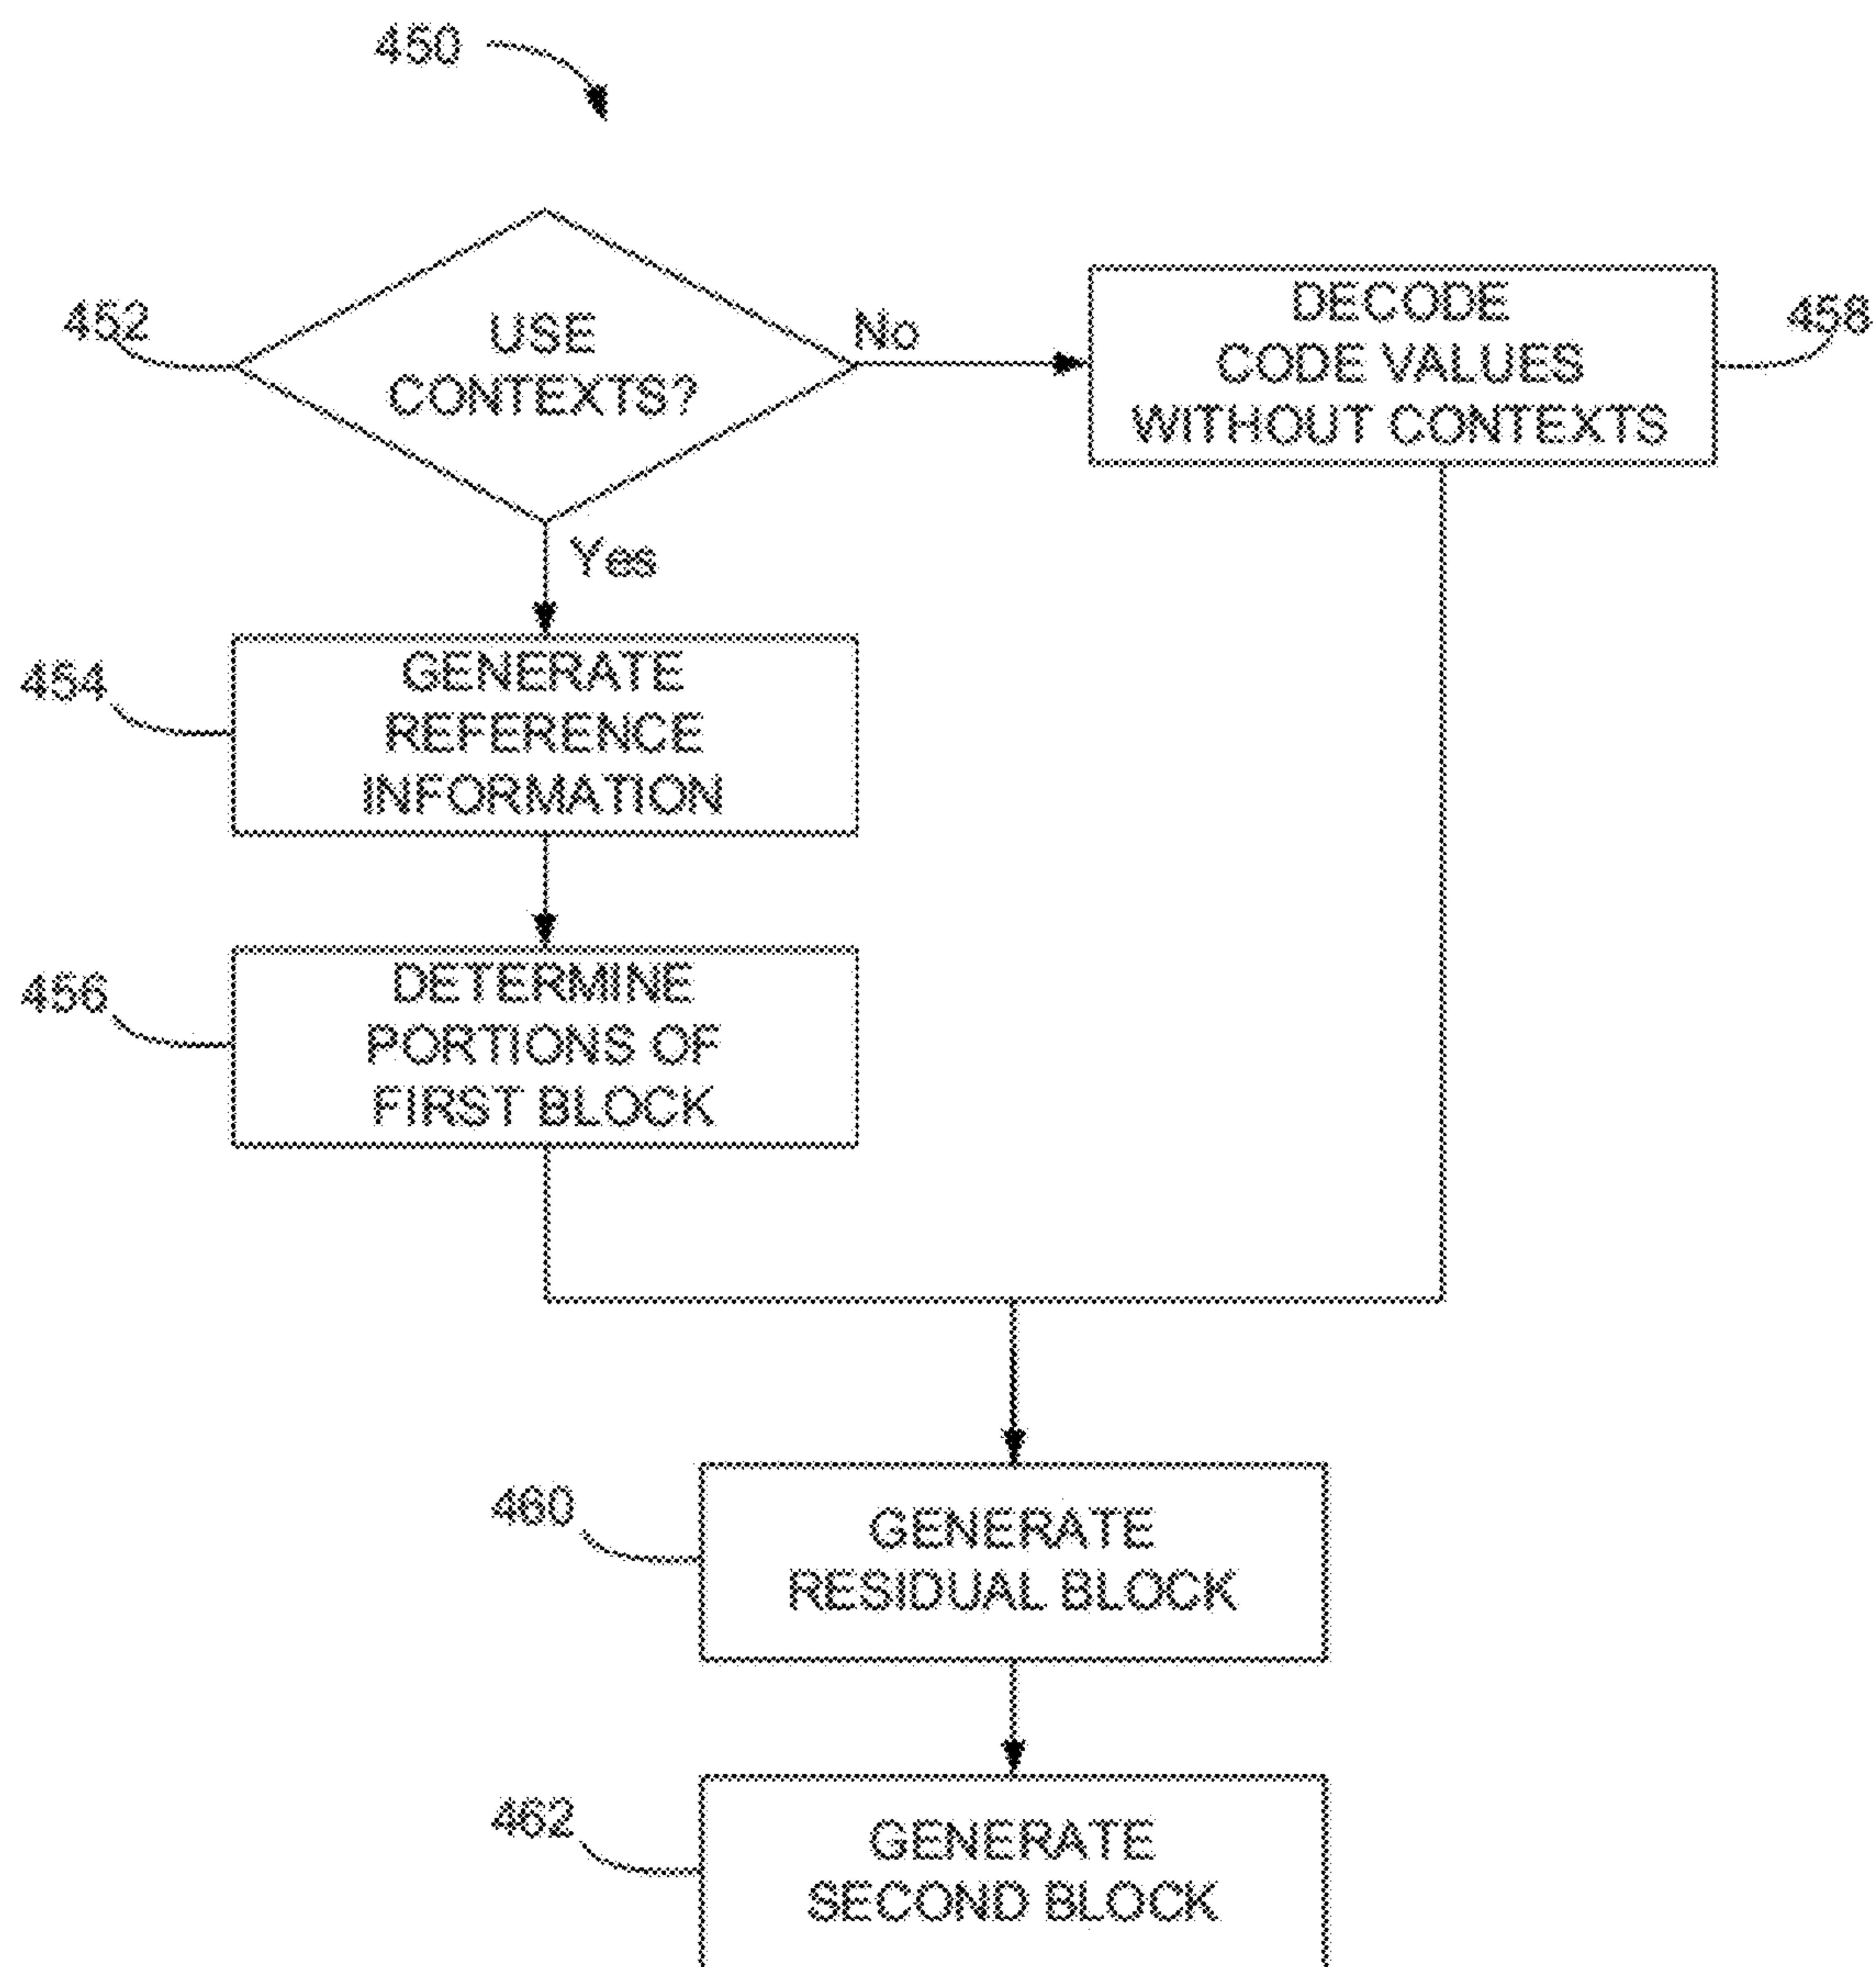 450
452
USE
CONTEXTS?
No
DECODE
CODE VALUES
WITHOUT CONTEXTS
458
Yes
454
GENERATE
REFERENCE
INFORMATION
456
DETERMINE
PORTIONS OF
FIRST BLOCK
460
GENERATE
RESIDUAL BLOCK
462
GENERATE
SECOND BLOCK